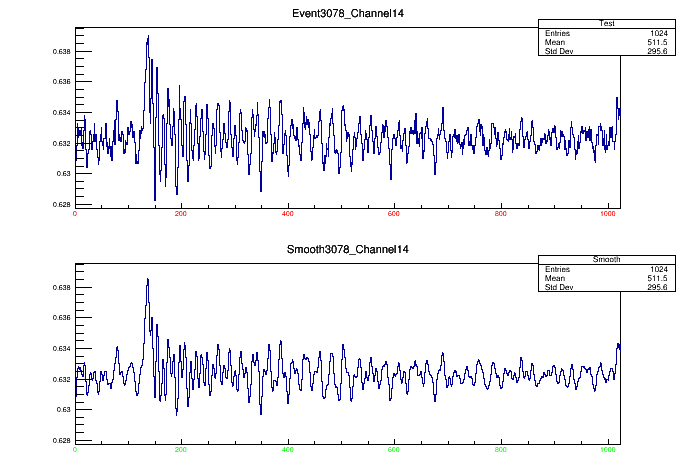 Event3078_Channel14
Test
Entries 1024
Mean 511.5
Std Dev 295.6
0.638
0.636
0.634
0.632
0.63
0.628
0 200 400 600 800 1000
Smooth3078_Channel14
Smooth
Entries 1024
Mean 511.5
Std Dev 295.6
0.638
0.636
0.634
0.632
0.63
0.628
0 200 400 600 800 1000